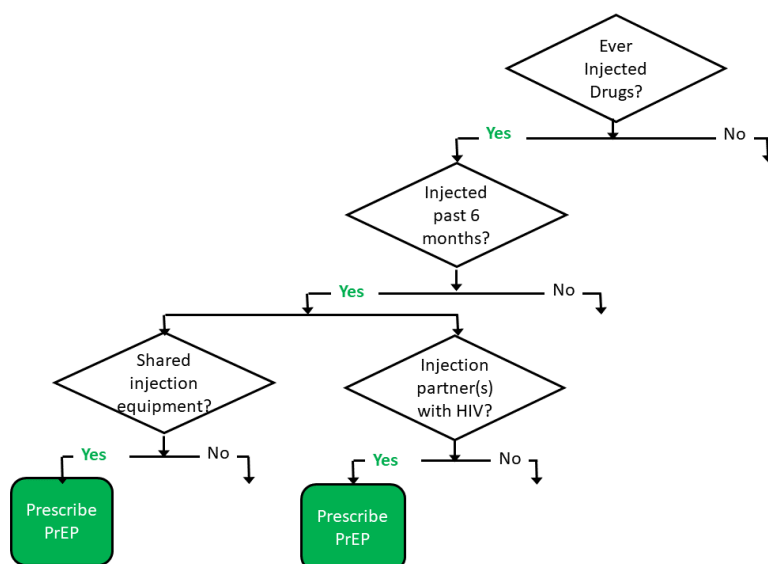 Ever
Injected
Drugs?
Yes
No
Injected
past 6
months?
Yes
No
Shared
injection
equipment?
Injection
partner(s)
with HIV?
Yes
No
Yes
No
Prescribe
PrEP
Prescribe
PrEP